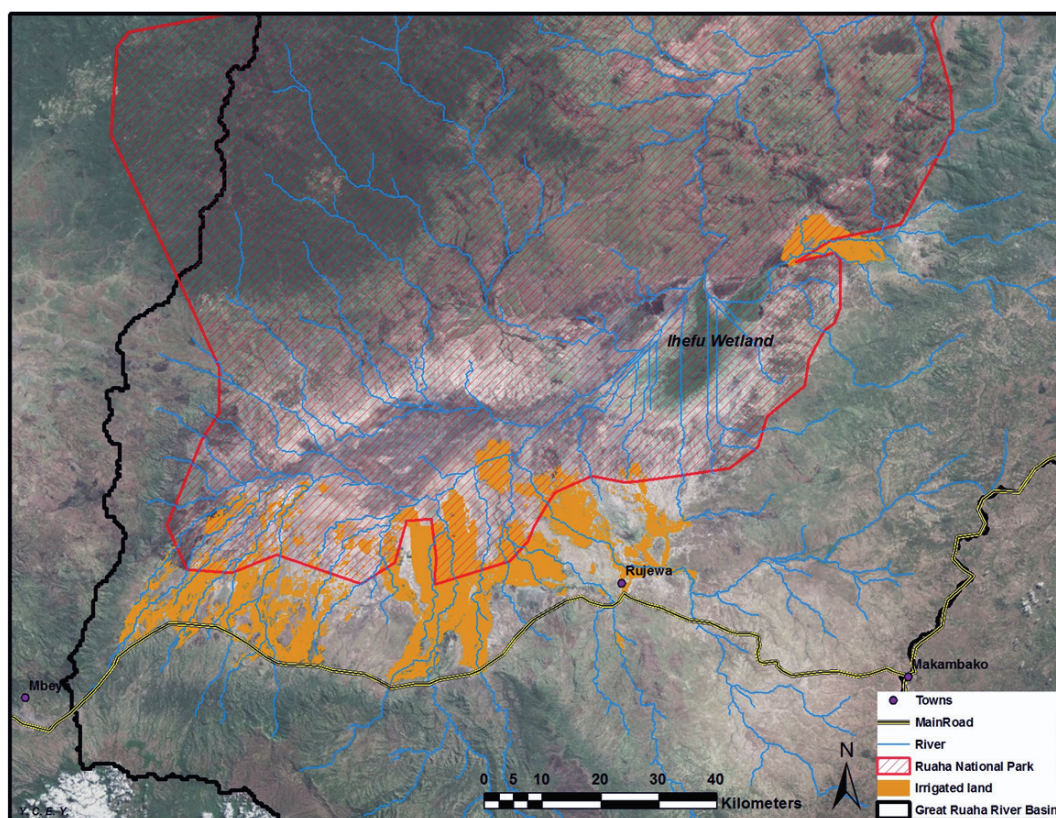 Ihefu Wetland
Rujewa
Makambako
Mbey
Towns
MainRoad
River
Ruaha National Park
Irrigated land
Great Ruaha River Basin
N
0 5 10 20 30 40
Kilometers
Y. C. E. Y.